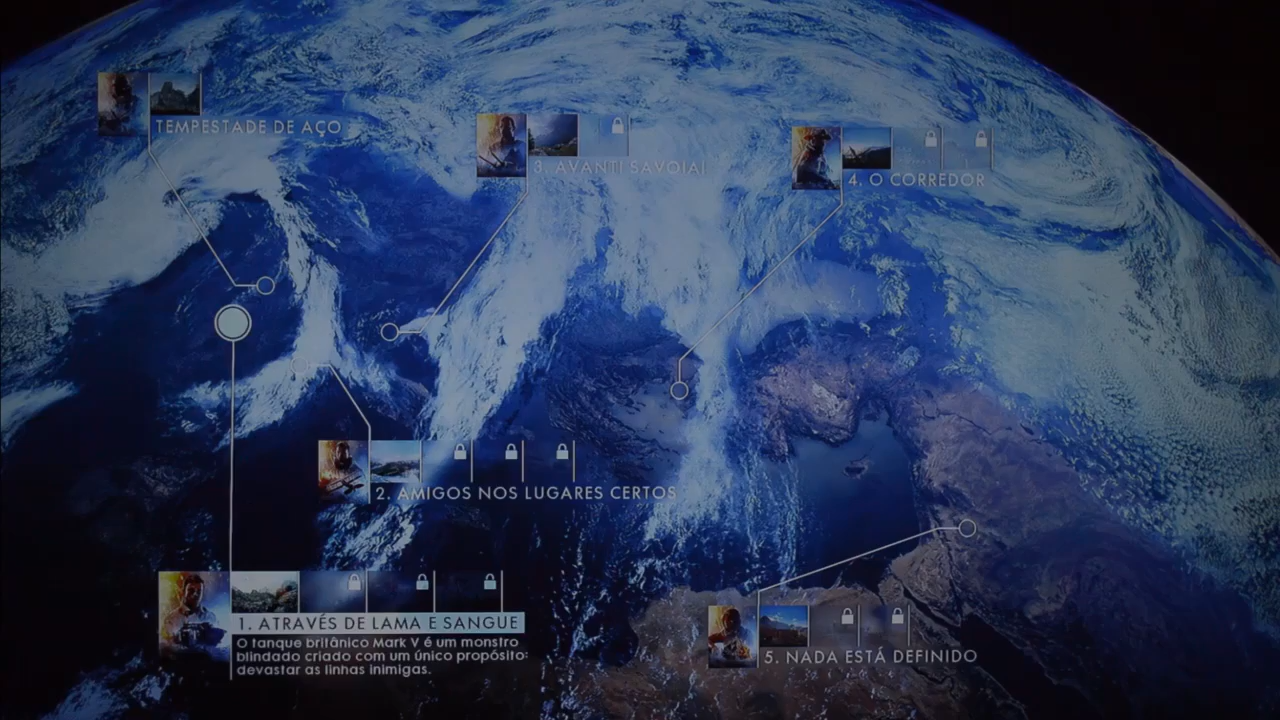 TEMPESTADE DE AÇO
3. AVANTI SAVOIA!
4. O CORREDOR
2. AMIGOS NOS LUGARES CERTOS
1. ATRAVÉS DE LAMA E SANGUE
O tanque britânico Mark V é um monstro
blindado criado com um único propósito:
devastar as linhas inimigas.
5. NADA ESTÁ DEFINIDO